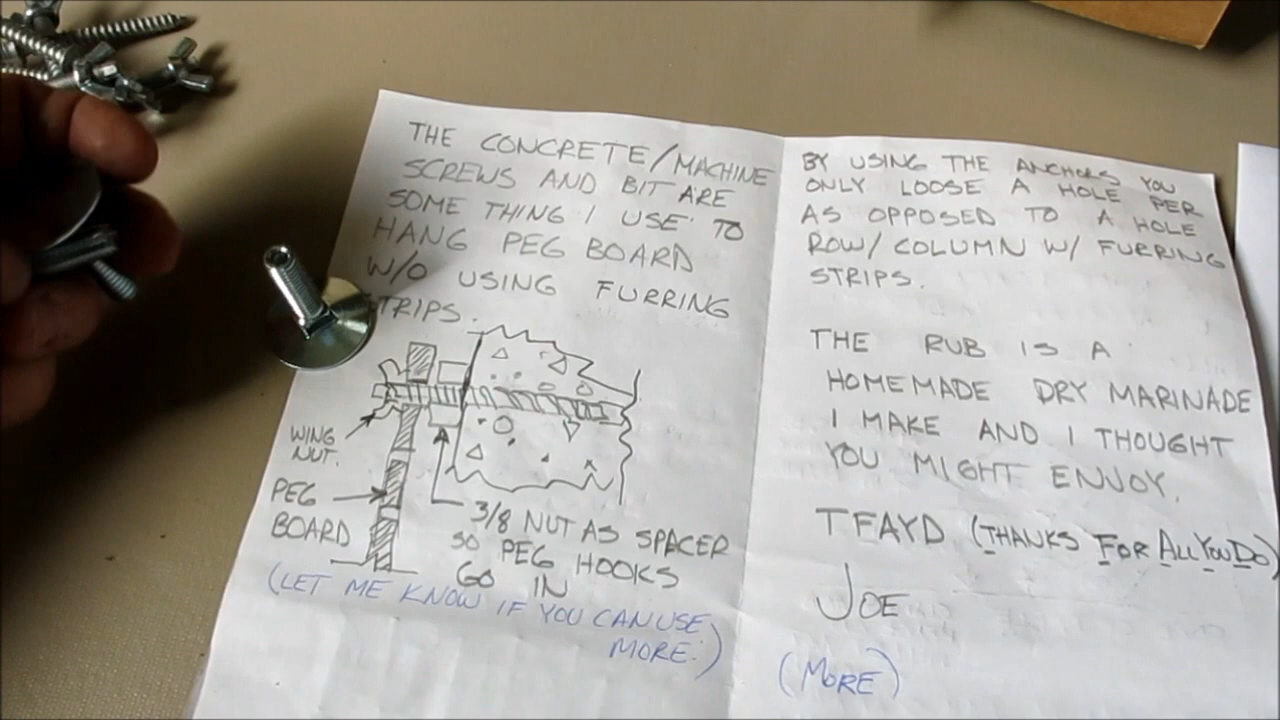 THE CONCRETE/MACHINE
SCREWS AND BIT ARE
SOME THING I USE TO
HANG PEG BOARD
W/O USING FURRING
STRIPS.
WING
NUT.
PEG
BOARD
3/8 NUT AS SPACER
SO PEG HOOKS
GO IN
(LET ME KNOW IF YOU CAN USE
MORE.)
BY USING THE ANCHORS YOU
ONLY LOOSE A HOLE PER
AS OPPOSED TO A HOLE
ROW/COLUMN W/ FURRING
STRIPS.
THE RUB IS A
HOMEMADE DRY MARINADE
I MAKE AND I THOUGHT
YOU MIGHT ENJOY.
TFAYD (THANKS FOR ALL YOU DO)
JOE
(MORE)